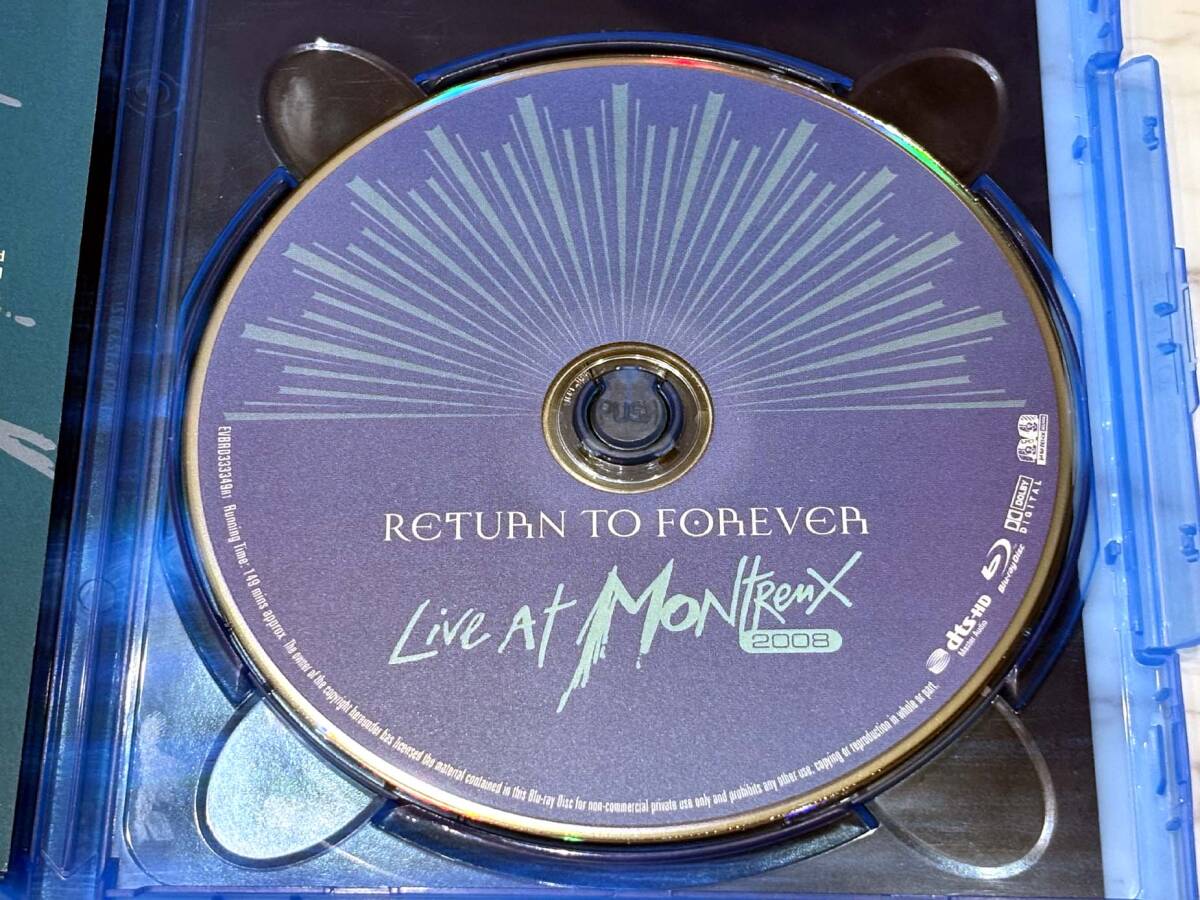 RETURN TO FOREVER
Live At Montreux
2008
EVBRD333349R1 Running Time: 149 mins approx. The owner of the copyright hereunder has licensed the material contained in this Blu-ray Disc for non-commercial private use only and prohibits any other use, copying or reproduction in whole or part.
DOLBY
DIGITAL
Blu-ray Disc
dts-HD
Master Audio